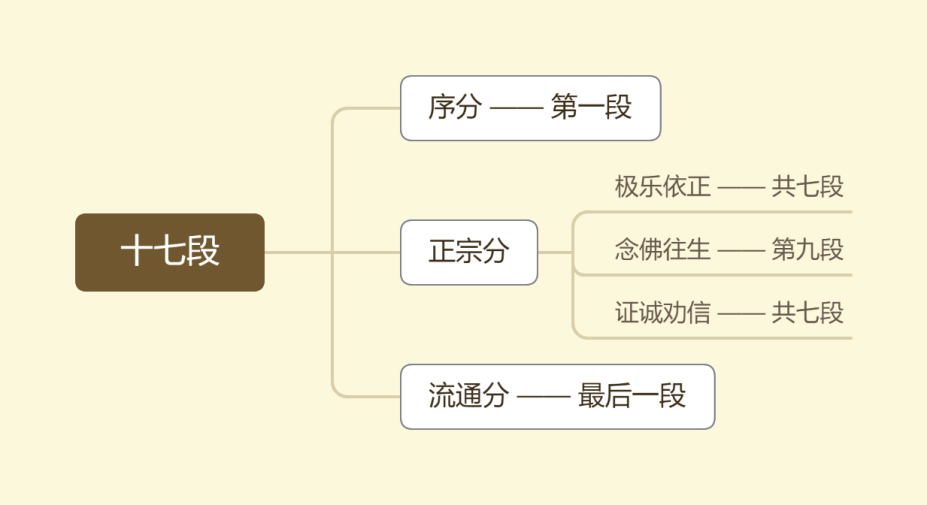 十七段
序分 —— 第一段
正宗分
极乐依正 —— 共七段
念佛往生 —— 第九段
证诚劝信 —— 共七段
流通分 —— 最后一段